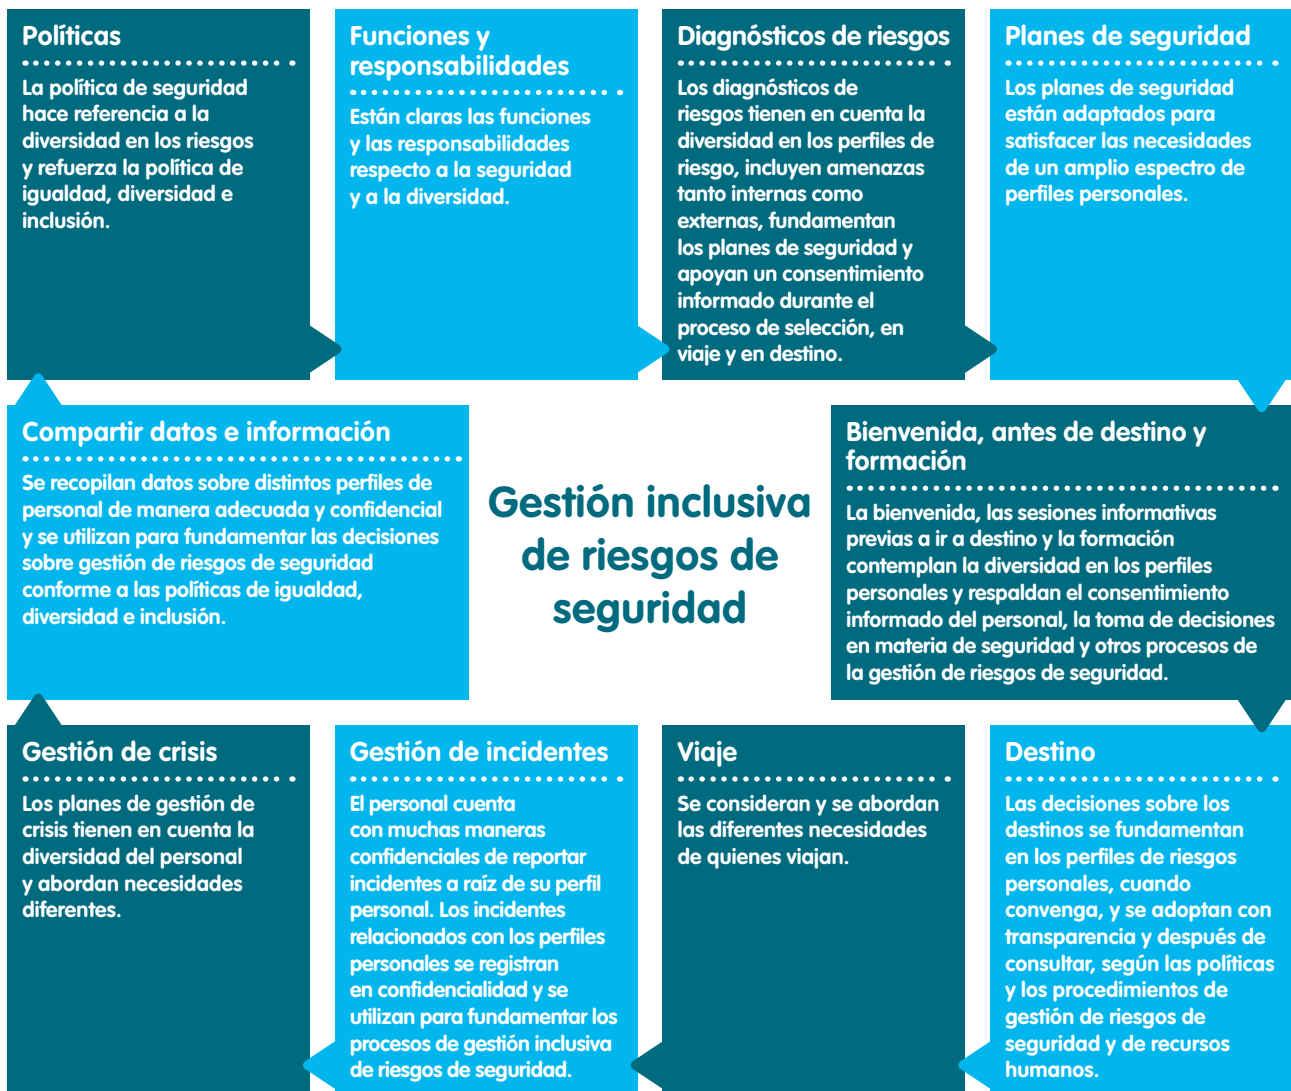 Políticas
La política de seguridad
hace referencia a la
diversidad en los riesgos
y refuerza la política de
igualdad, diversidad e
inclusión.
Funciones y
responsabilidades
Están claras las funciones
y las responsabilidades
respecto a la seguridad
y a la diversidad.
Diagnósticos de riesgos
Los diagnósticos de
riesgos tienen en cuenta la
diversidad en los perfiles de
riesgo, incluyen amenazas
tanto internas como
externas, fundamentan
los planes de seguridad y
apoyan un consentimiento
informado durante el
proceso de selección, en
viaje y en destino.
Planes de seguridad
Los planes de seguridad
están adaptados para
satisfacer las necesidades
de un amplio espectro de
perfiles personales.
Compartir datos e información
Se recopilan datos sobre distintos perfiles de
personal de manera adecuada y confidencial
y se utilizan para fundamentar las decisiones
sobre gestión de riesgos de seguridad
conforme a las políticas de igualdad,
diversidad e inclusión.
Gestión inclusiva
de riesgos de
seguridad
Bienvenida, antes de destino y
formación
La bienvenida, las sesiones informativas
previas a ir a destino y la formación
contemplan la diversidad en los perfiles
personales y respaldan el consentimiento
informado del personal, la toma de decisiones
en materia de seguridad y otros procesos de
la gestión de riesgos de seguridad.
Gestión de crisis
Los planes de gestión de
crisis tienen en cuenta la
diversidad del personal
y abordan necesidades
diferentes.
Gestión de incidentes
El personal cuenta
con muchas maneras
confidenciales de reportar
incidentes a raíz de su perfil
personal. Los incidentes
relacionados con los perfiles
personales se registran
en confidencialidad y se
utilizan para fundamentar los
procesos de gestión inclusiva
de riesgos de seguridad.
Viaje
Se consideran y se abordan
las diferentes necesidades
de quienes viajan.
Destino
Las decisiones sobre los
destinos se fundamentan
en los perfiles de riesgos
personales, cuando
convenga, y se adoptan con
transparencia y después de
consultar, según las políticas
y los procedimientos de
gestión de riesgos de
seguridad y de recursos
humanos.